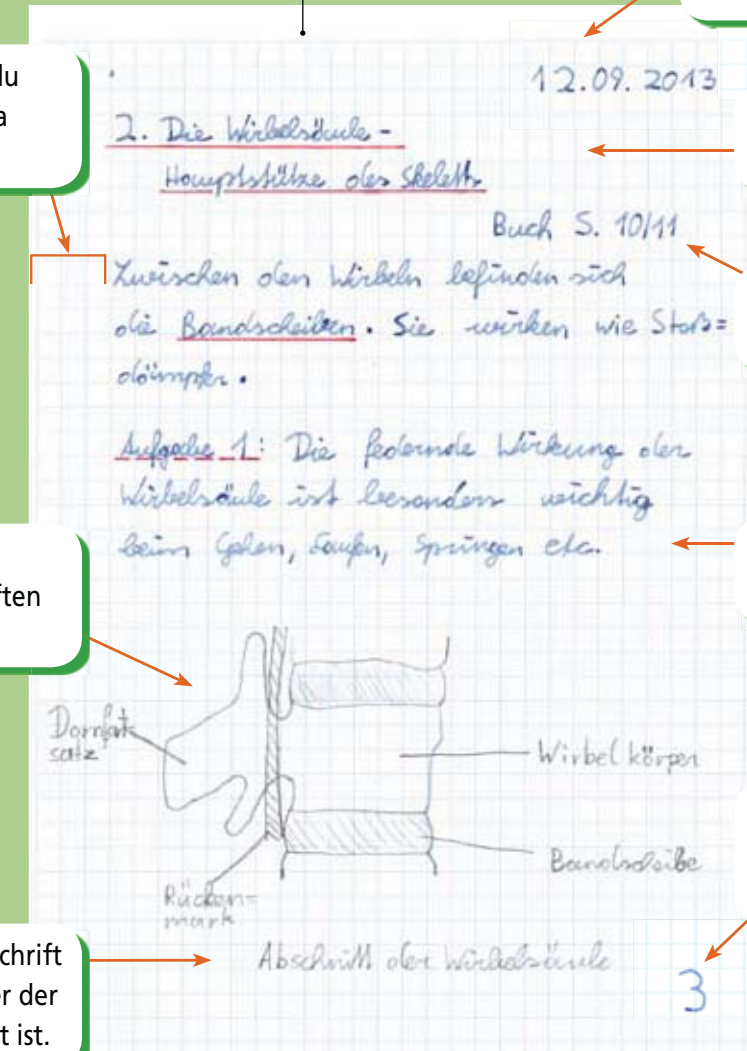 du
a
12.09. 2013
2. Die Wirbelsäule -
Hauptstütze des Skeletts
Buch S. 10/11
Zwischen den Wirbeln befinden sich
die Bandscheiben. Sie wirken wie Stoß=
dämpfer.
Aufgabe 1: Die federnde Wirkung der
Wirbelsäule ist besonders wichtig
beim Gehen, Laufen, Springen etc.
ften
Dornfort-
satz
Wirbelkörper
Bandscheibe
Rücken=
mark
chrift
Abschnitt der Wirbelsäule
er der
t ist.
3